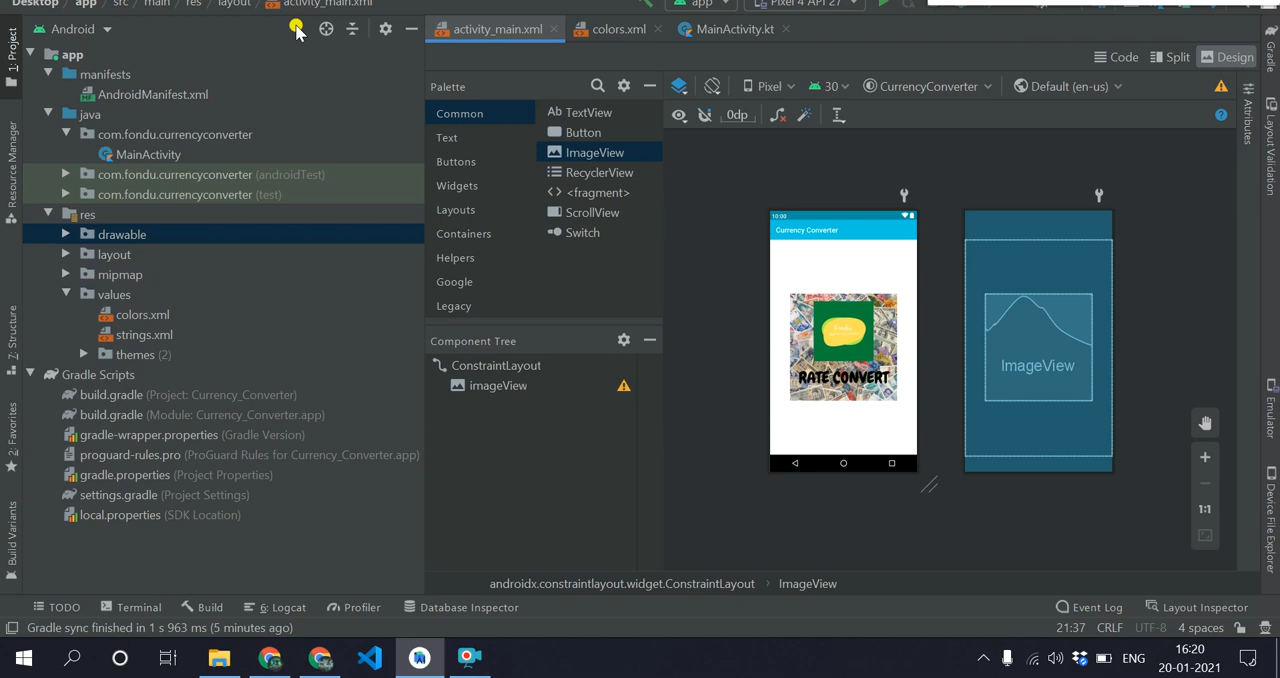 Desktop app src main res layout activity_main.xml
app Pixel 4 API 27
1: Project
Android
activity_main.xml colors.xml MainActivity.kt
Gradle
Code Split Design
app
manifests
AndroidManifest.xml
java
com.fondu.currencyconverter
MainActivity
com.fondu.currencyconverter (androidTest)
com.fondu.currencyconverter (test)
res
drawable
layout
mipmap
values
colors.xml
strings.xml
themes (2)
Gradle Scripts
build.gradle (Project: Currency_Converter)
build.gradle (Module: Currency_Converter.app)
gradle-wrapper.properties (Gradle Version)
proguard-rules.pro (ProGuard Rules for Currency_Converter.app)
gradle.properties (Project Properties)
settings.gradle (Project Settings)
local.properties (SDK Location)
Resource Manager
Z: Structure
2: Favorites
Build Variants
Palette
Common
Text
Buttons
Widgets
Layouts
Containers
Helpers
Google
Legacy
Ab TextView
Button
ImageView
RecyclerView
<fragment>
ScrollView
Switch
Component Tree
ConstraintLayout
imageView
Pixel 30 CurrencyConverter Default (en-us)
0dp
10:00
Currency Converter
RATE CONVERT
ImageView
1:1
Attributes
Layout Validation
Emulator
Device File Explorer
androidx.constraintlayout.widget.ConstraintLayout ImageView
TODO Terminal Build 6: Logcat Profiler Database Inspector Event Log Layout Inspector
Gradle sync finished in 1 s 963 ms (5 minutes ago) 21:37 CRLF UTF-8 4 spaces
ENG 16:20
20-01-2021